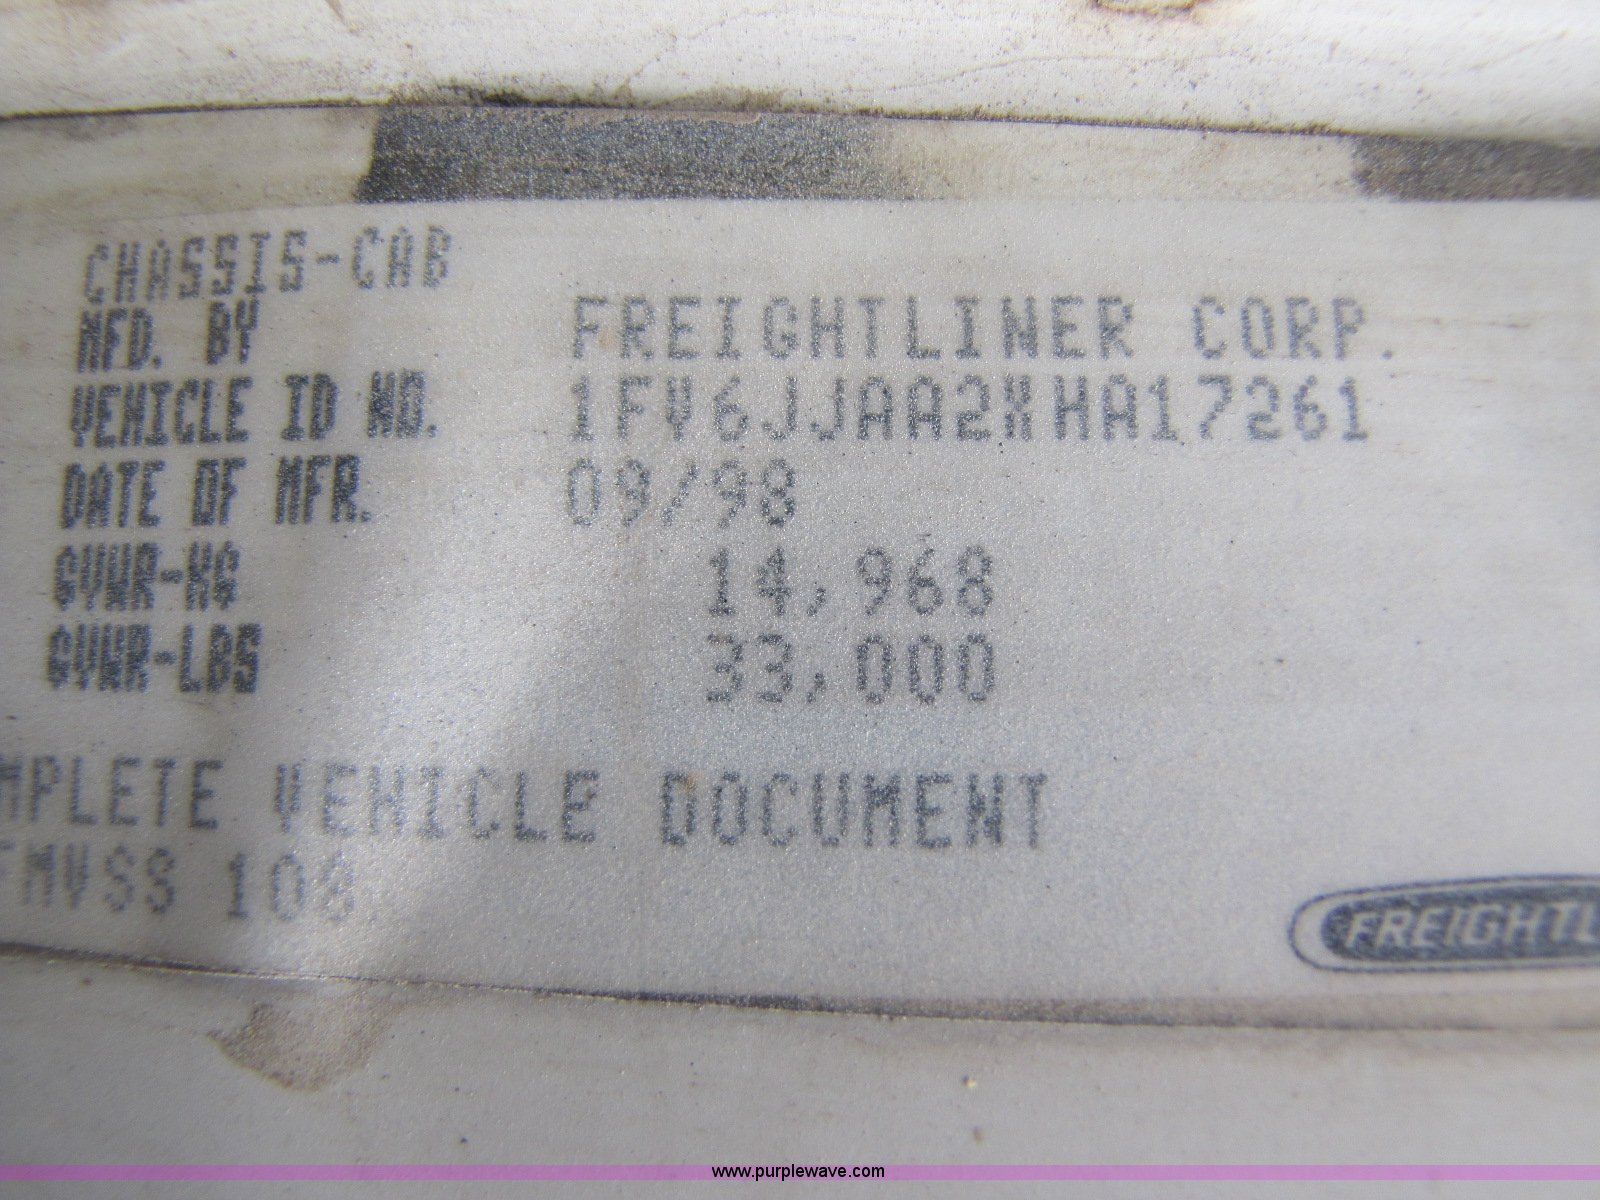 CHASSIS-CAB
MFD. BY FREIGHTLINER CORP.
VEHICLE ID NO. 1FV6JJAA2XHA17261
DATE OF MFR. 09/98
GVWR-KG 14,968
GVWR-LBS 33,000
MPLETE VEHICLE DOCUMENT
FMVSS 108
FREIGHTL
www.purplewave.com